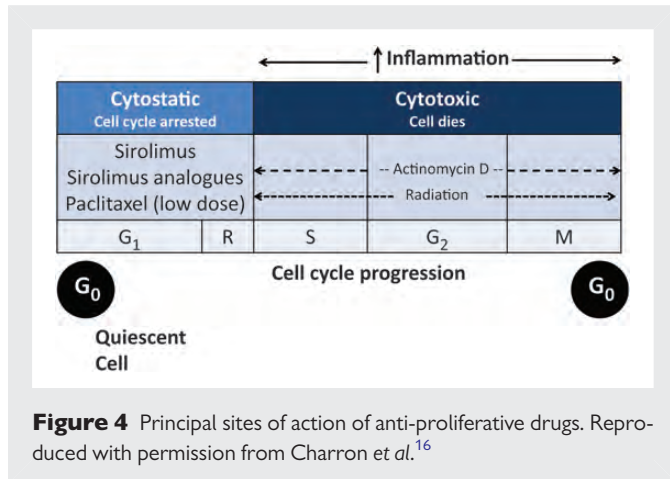 ↑Inflammation
Cytostatic
Cell cycle arrested
Cytotoxic
Cell dies
Sirolimus
Sirolimus analogues
Paclitaxel (low dose)
-- Actinomycin D --
Radiation
G₁ R S G₂ M
Cell cycle progression
G₀ G₀
Quiescent
Cell
Figure 4 Principal sites of action of anti-proliferative drugs. Repro-
duced with permission from Charron et al.¹⁶